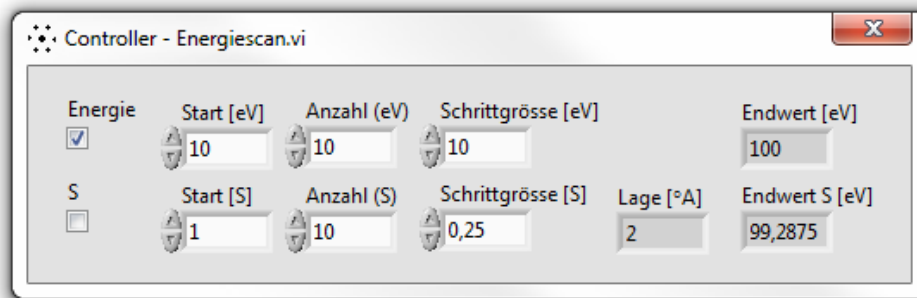 Controller - Energiescan.vi
Energie Start [eV] Anzahl (eV) Schrittgrösse [eV] Endwert [eV]
10 10 10 100
S Start [S] Anzahl (S) Schrittgrösse [S] Lage [°A] Endwert S [eV]
1 10 0,25 2 99,2875